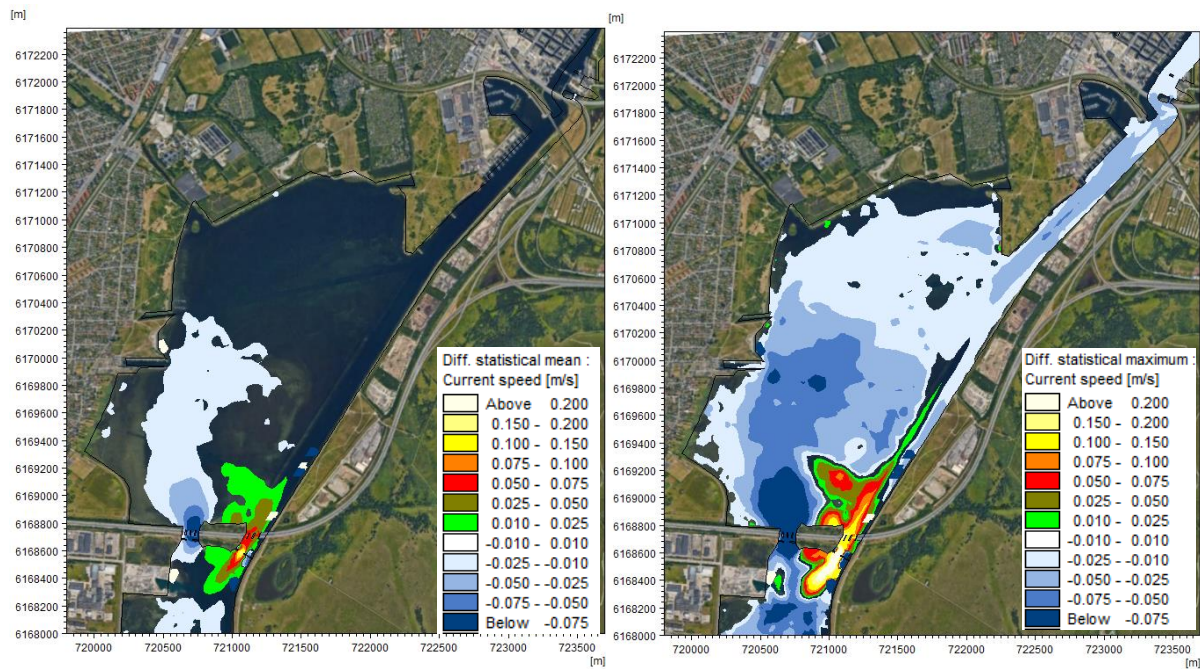 [m]
6172200
6172000
6171800
6171600
6171400
6171200
6171000
6170800
6170600
6170400
6170200
6170000
6169800
6169600
6169400
6169200
6169000
6168800
6168600
6168400
6168200
6168000
720000 720500 721000 721500 722000 722500 723000 723500
[m]
Diff. statistical mean :
Current speed [m/s]
Above 0.200
0.150 - 0.200
0.100 - 0.150
0.075 - 0.100
0.050 - 0.075
0.025 - 0.050
0.010 - 0.025
-0.010 - 0.010
-0.025 - -0.010
-0.050 - -0.025
-0.075 - -0.050
Below -0.075
[m]
6172200
6172000
6171800
6171600
6171400
6171200
6171000
6170800
6170600
6170400
6170200
6170000
6169800
6169600
6169400
6169200
6169000
6168800
6168600
6168400
6168200
6168000
720000 720500 721000 721500 722000 722500 723000 723500
[m]
Diff. statistical maximum :
Current speed [m/s]
Above 0.200
0.150 - 0.200
0.100 - 0.150
0.075 - 0.100
0.050 - 0.075
0.025 - 0.050
0.010 - 0.025
-0.010 - 0.010
-0.025 - -0.010
-0.050 - -0.025
-0.075 - -0.050
Below -0.075